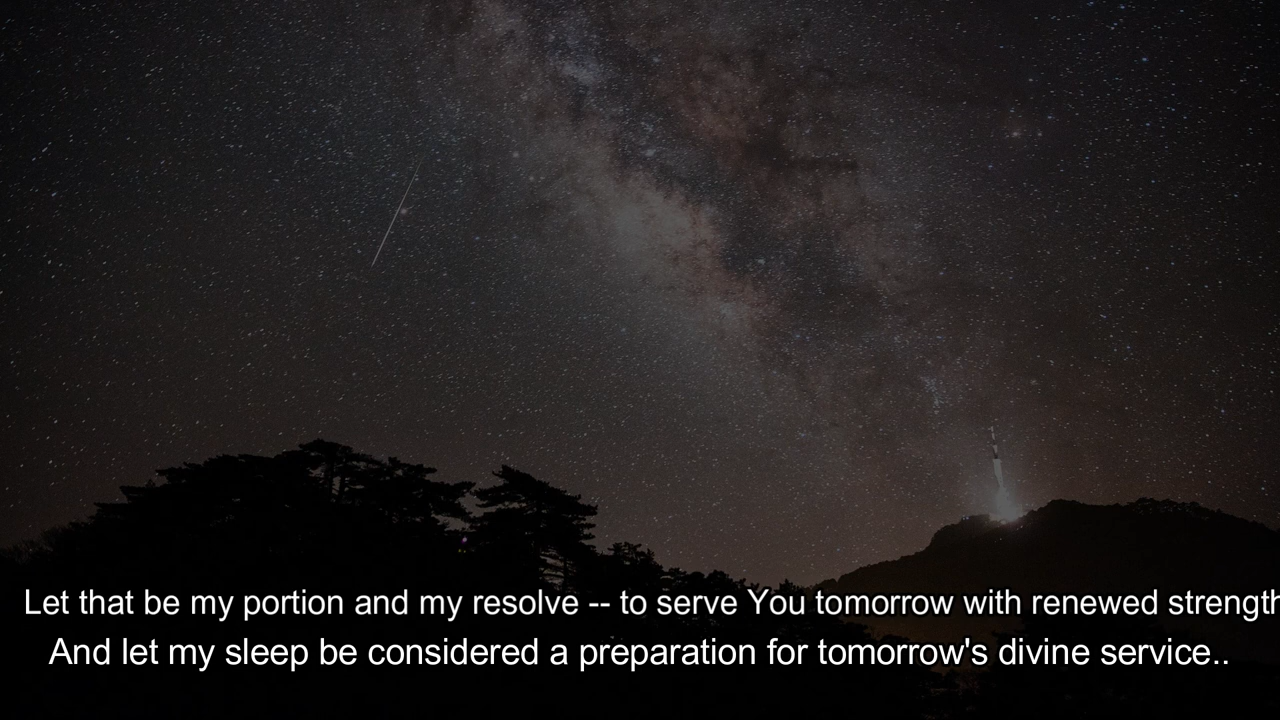 Let that be my portion and my resolve -- to serve You tomorrow with renewed strength
And let my sleep be considered a preparation for tomorrow's divine service..